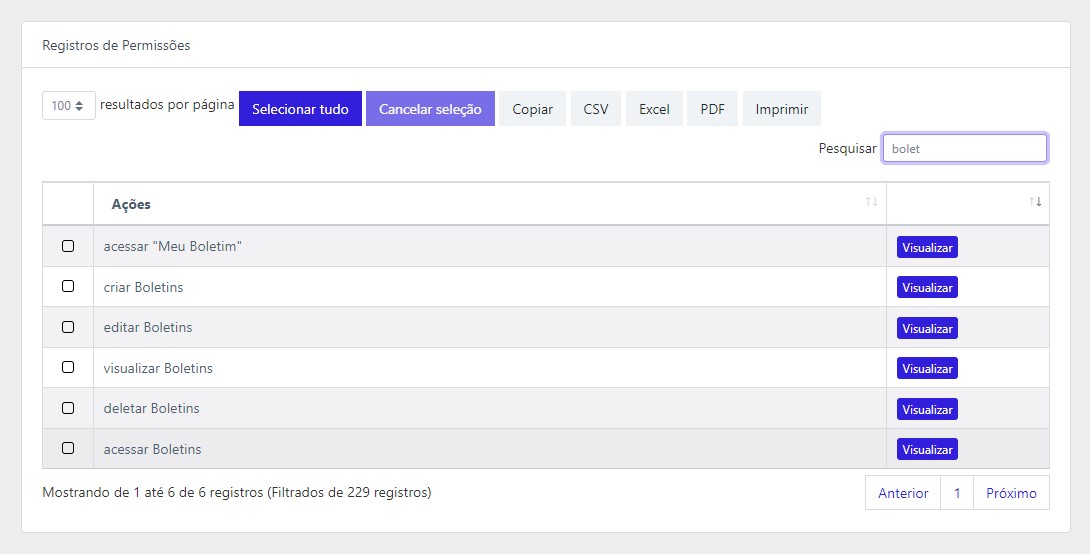 Registros de Permissões
100 resultados por página Selecionar tudo Cancelar seleção Copiar CSV Excel PDF Imprimir
Pesquisar bolet
Ações
acessar "Meu Boletim" Visualizar
criar Boletins Visualizar
editar Boletins Visualizar
visualizar Boletins Visualizar
deletar Boletins Visualizar
acessar Boletins Visualizar
Mostrando de 1 até 6 de 6 registros (Filtrados de 229 registros) Anterior 1 Próximo